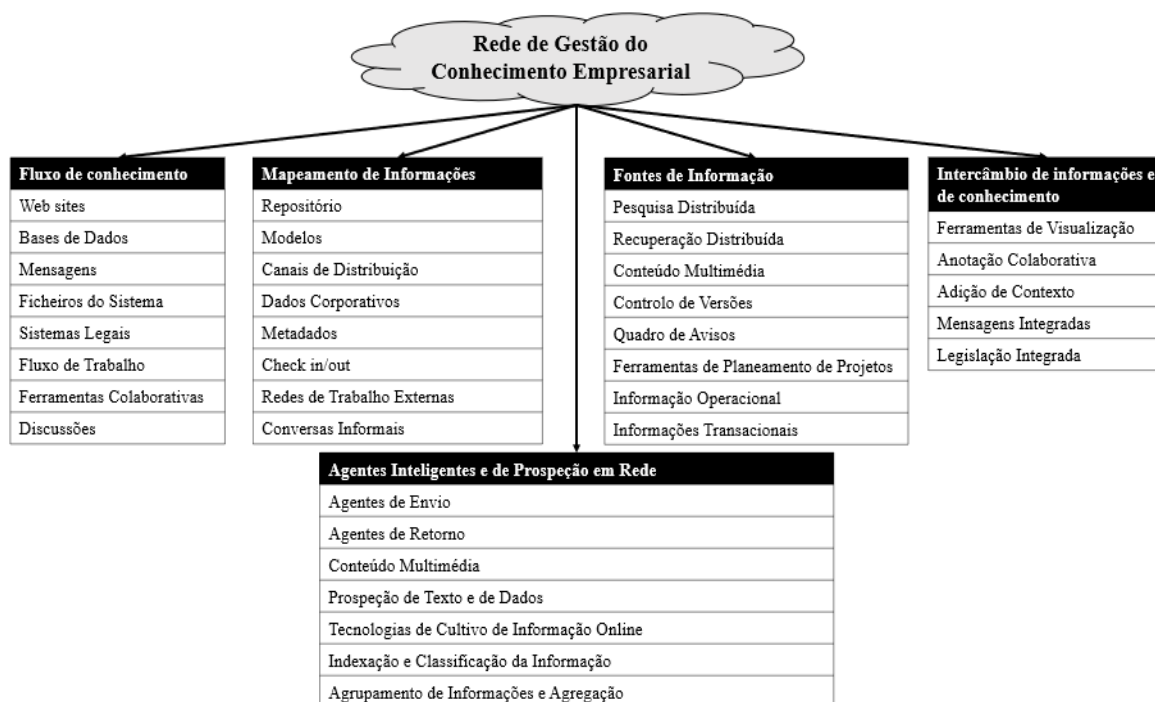 Rede de Gestão do
Conhecimento Empresarial
Fluxo de conhecimento
Web sites
Bases de Dados
Mensagens
Ficheiros do Sistema
Sistemas Legais
Fluxo de Trabalho
Ferramentas Colaborativas
Discussões
Mapeamento de Informações
Repositório
Modelos
Canais de Distribuição
Dados Corporativos
Metadados
Check in/out
Redes de Trabalho Externas
Conversas Informais
Fontes de Informação
Pesquisa Distribuída
Recuperação Distribuída
Conteúdo Multimédia
Controlo de Versões
Quadro de Avisos
Ferramentas de Planeamento de Projetos
Informação Operacional
Informações Transacionais
Intercâmbio de informações e
de conhecimento
Ferramentas de Visualização
Anotação Colaborativa
Adição de Contexto
Mensagens Integradas
Legislação Integrada
Agentes Inteligentes e de Prospeção em Rede
Agentes de Envio
Agentes de Retorno
Conteúdo Multimédia
Prospeção de Texto e de Dados
Tecnologias de Cultivo de Informação Online
Indexação e Classificação da Informação
Agrupamento de Informações e Agregação